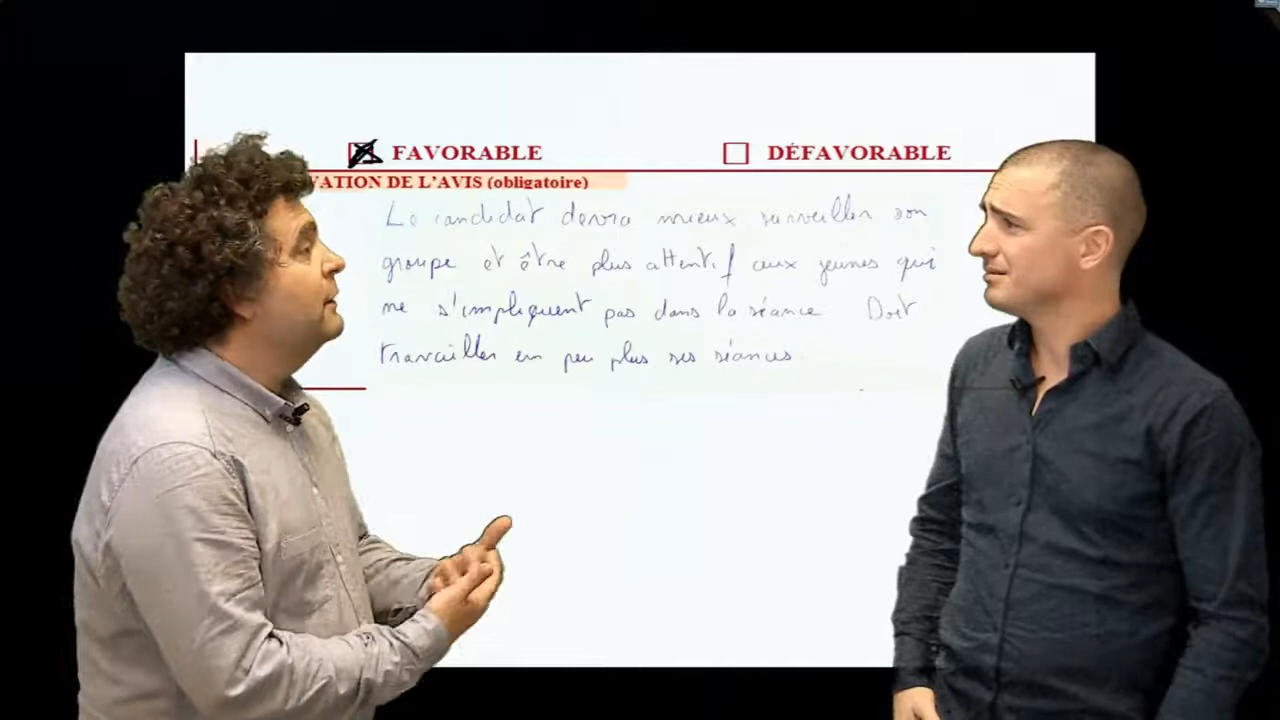 FAVORABLE DÉFAVORABLE
VATION DE L'AVIS (obligatoire)
Le candidat devra mieux surveiller son
groupe et être plus attentif aux jeunes qui
ne s'impliquent pas dans la séance. Doit
travailler un peu plus ses séances.